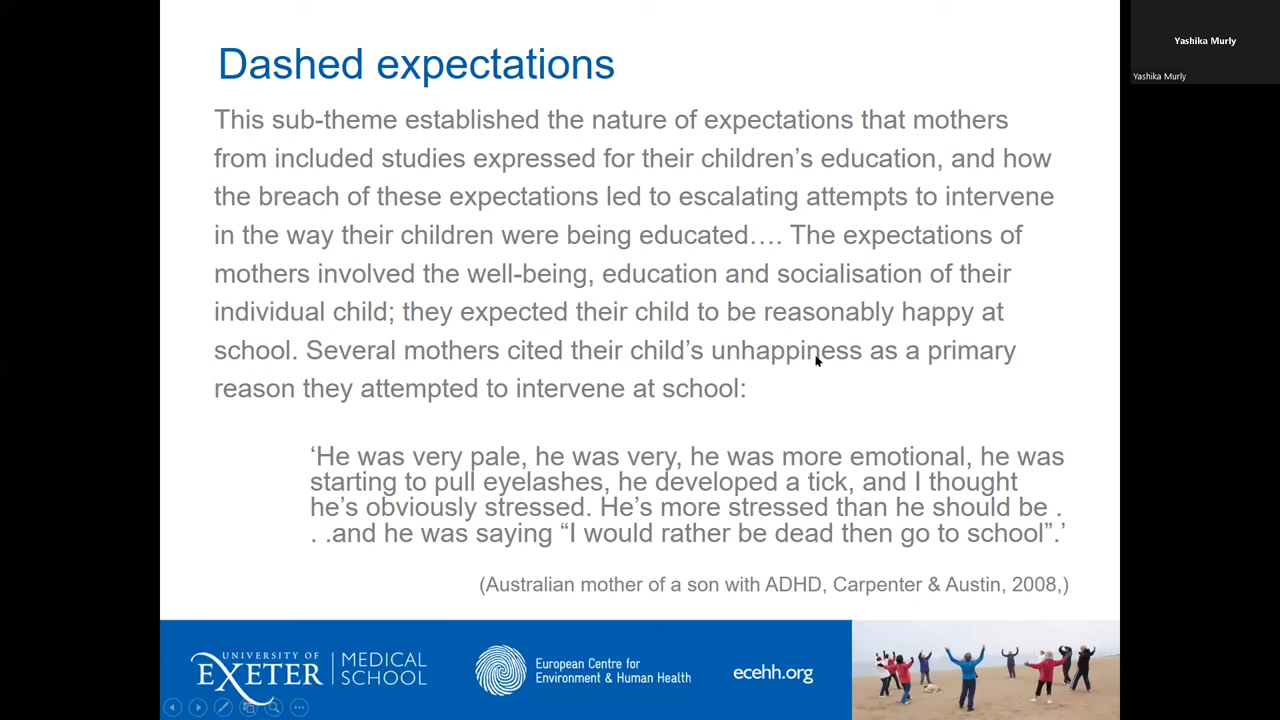 Dashed expectations
This sub-theme established the nature of expectations that mothers
from included studies expressed for their children’s education, and how
the breach of these expectations led to escalating attempts to intervene
in the way their children were being educated…. The expectations of
mothers involved the well-being, education and socialisation of their
individual child; they expected their child to be reasonably happy at
school. Several mothers cited their child’s unhappiness as a primary
reason they attempted to intervene at school:
‘He was very pale, he was very, he was more emotional, he was
starting to pull eyelashes, he developed a tick, and I thought
he’s obviously stressed. He’s more stressed than he should be .
. .and he was saying “I would rather be dead then go to school”.’
(Australian mother of a son with ADHD, Carpenter & Austin, 2008,)
UNIVERSITY OF
EXETER
MEDICAL
SCHOOL
European Centre for
Environment & Human Health
ecehh.org
Yashika Murly
Yashika Murly